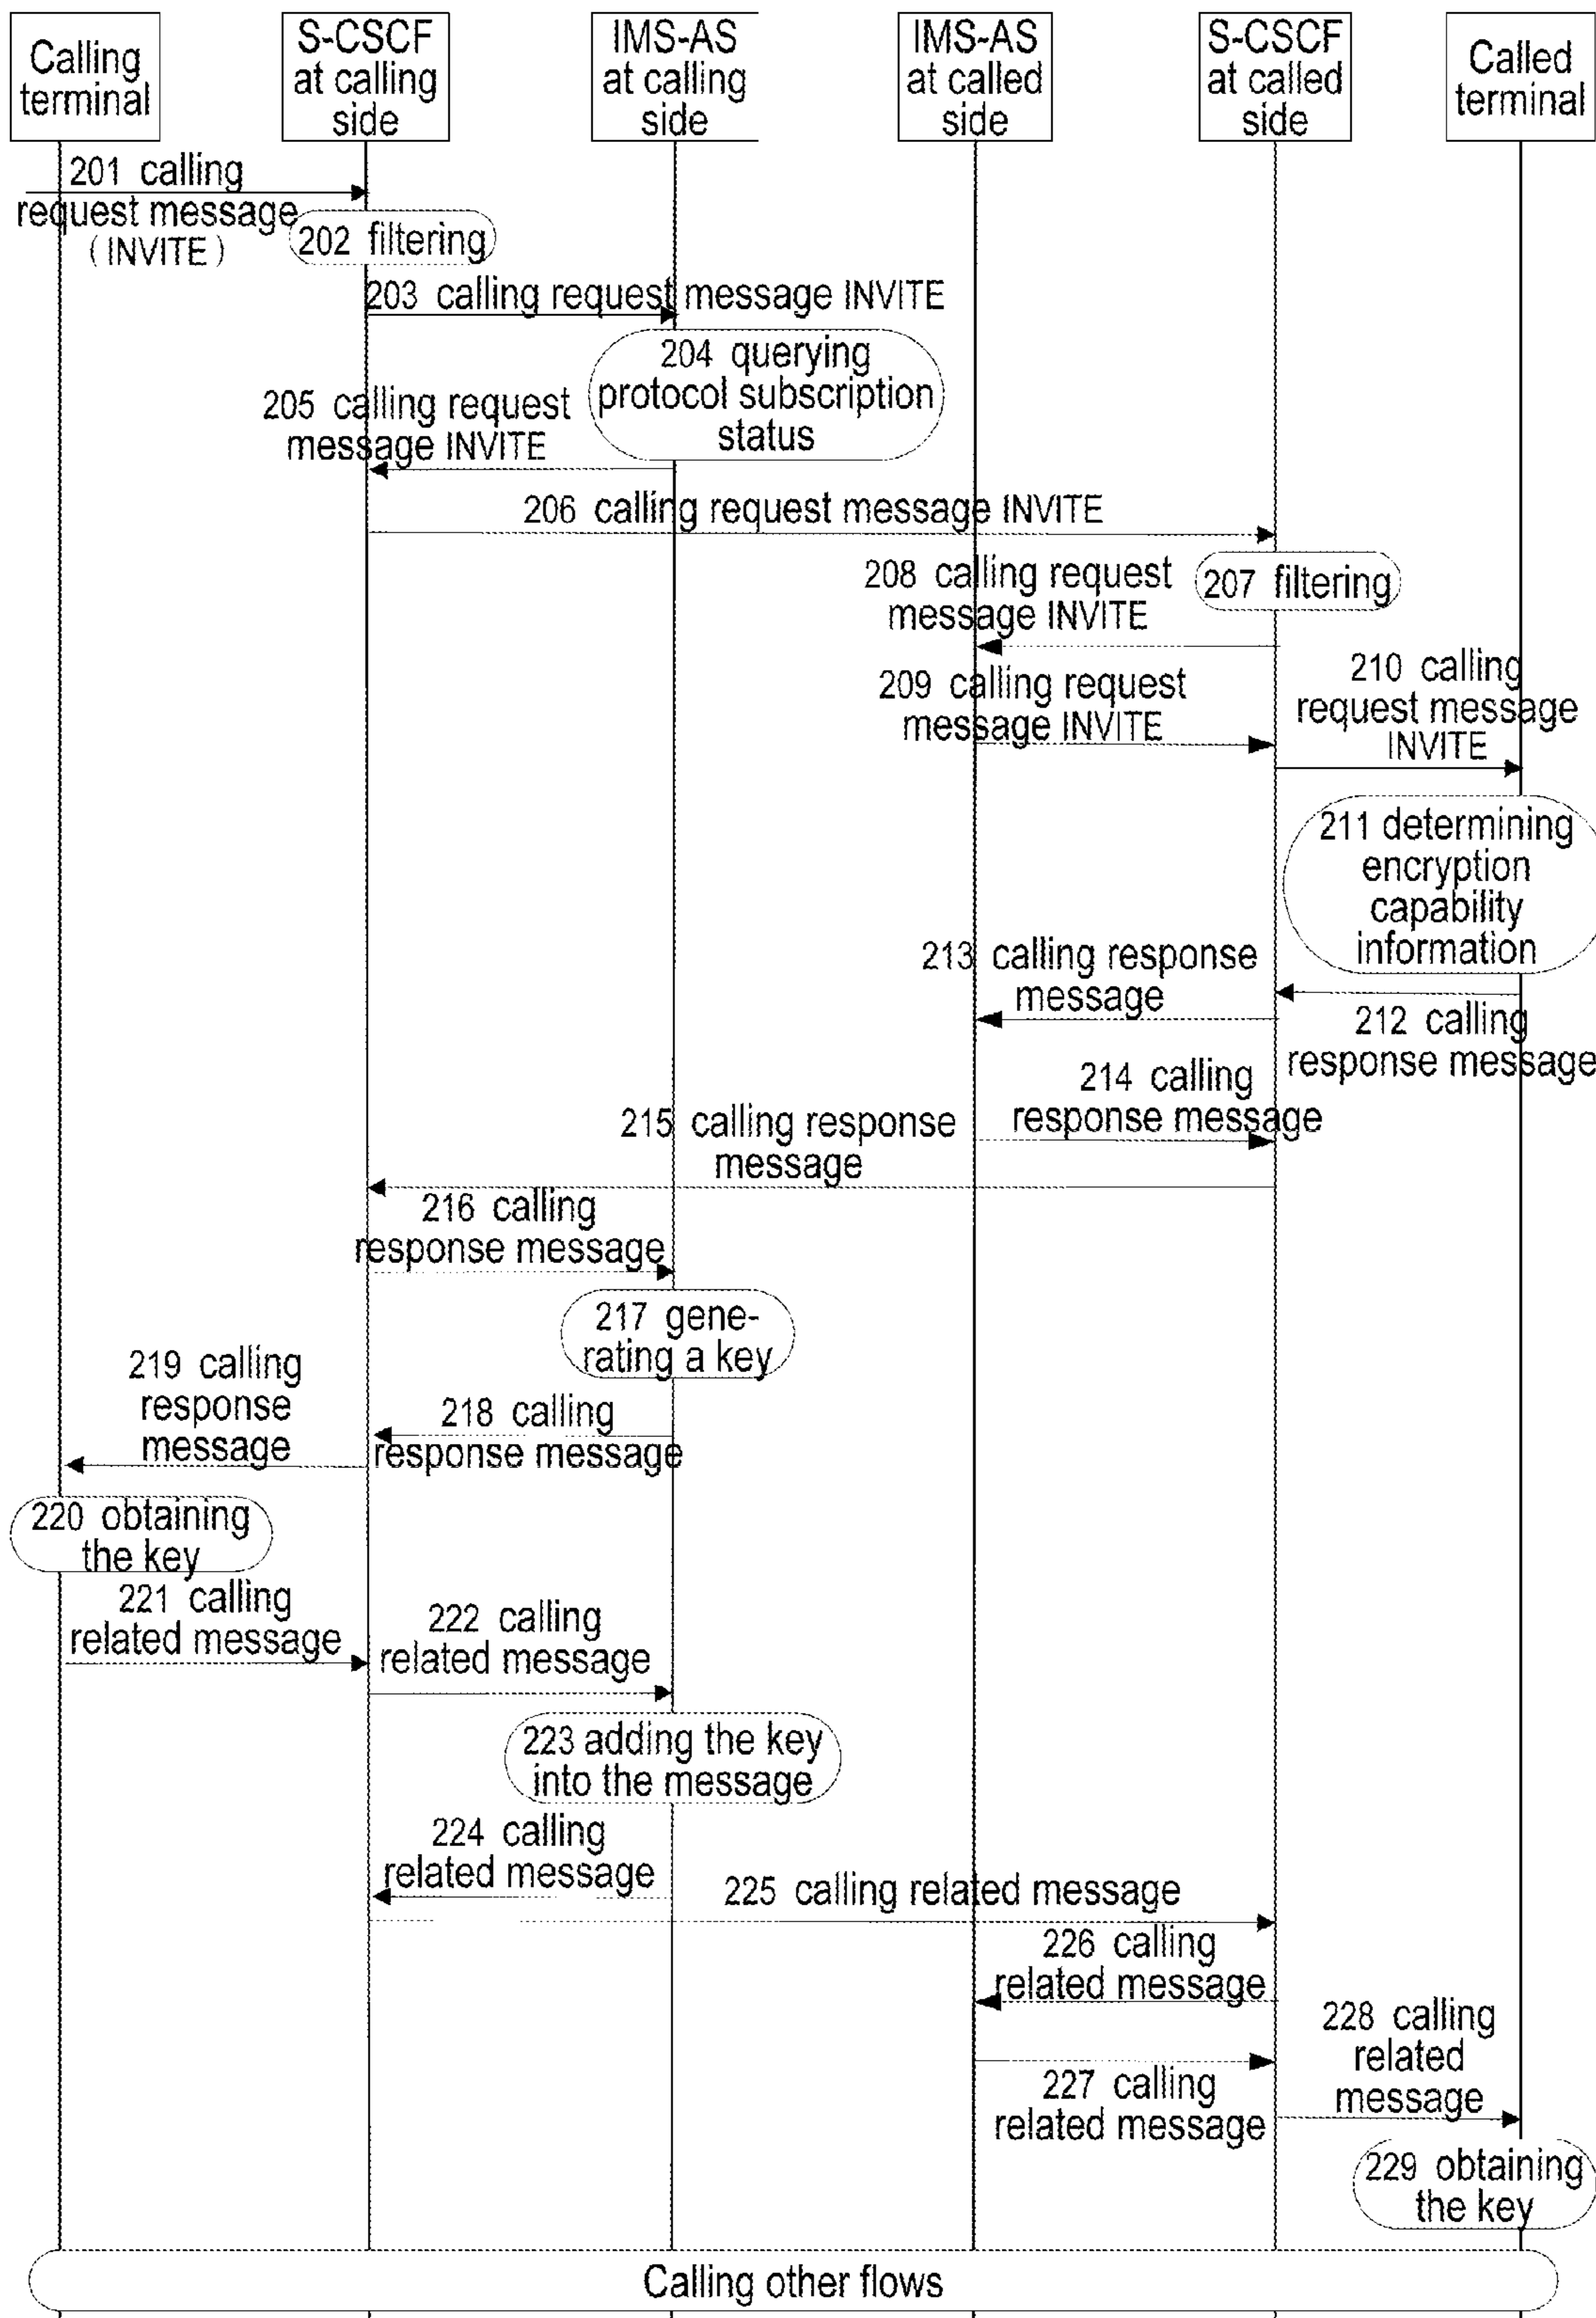 Calling
terminal
S-CSCF
at calling
side
IMS-AS
at calling
side
IMS-AS
at called
side
S-CSCF
at called
side
Called
terminal
201 calling
request message
(INVITE)
202 filtering
203 calling request message INVITE
204 querying
protocol subscription
status
205 calling request
message INVITE
206 calling request message INVITE
207 filtering
208 calling request
message INVITE
209 calling request
message INVITE
210 calling
request message
INVITE
211 determining
encryption
capability
information
212 calling
response message
213 calling response
message
214 calling
response message
215 calling response
message
216 calling
response message
217 gene-
rating a key
218 calling
response message
219 calling
response
message
220 obtaining
the key
221 calling
related message
222 calling
related message
223 adding the key
into the message
224 calling
related message
225 calling related message
226 calling
related message
227 calling
related message
228 calling
related
message
229 obtaining
the key
Calling other flows